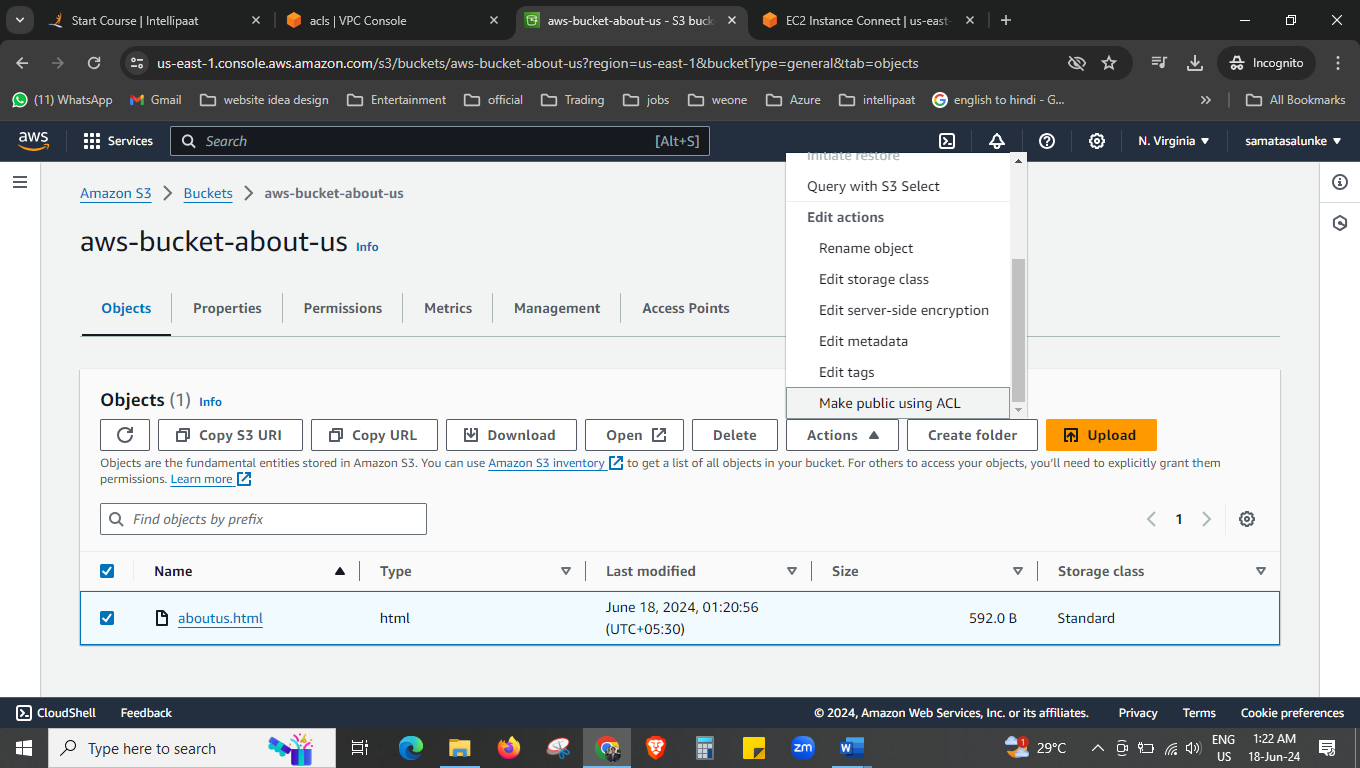 Start Course | Intellipaat
acls | VPC Console
aws-bucket-about-us - S3 buck
EC2 Instance Connect | us-east-
us-east-1.console.aws.amazon.com/s3/buckets/aws-bucket-about-us?region=us-east-1&bucketType=general&tab=objects
Incognito
(11) WhatsApp
Gmail
website idea design
Entertainment
official
Trading
jobs
weone
Azure
intellipaat
english to hindi - G...
All Bookmarks
aws
Services
Search
[Alt+S]
N. Virginia
samatasalunke
Amazon S3
Buckets
aws-bucket-about-us
aws-bucket-about-us
Info
Objects
Properties
Permissions
Metrics
Management
Access Points
Initiate restore
Query with S3 Select
Edit actions
Rename object
Edit storage class
Edit server-side encryption
Edit metadata
Edit tags
Make public using ACL
Objects (1)
Info
Copy S3 URI
Copy URL
Download
Open
Delete
Actions
Create folder
Upload
Objects are the fundamental entities stored in Amazon S3. You can use Amazon S3 inventory to get a list of all objects in your bucket. For others to access your objects, you'll need to explicitly grant them
permissions. Learn more
Find objects by prefix
1
Name
Type
Last modified
Size
Storage class
aboutus.html
html
June 18, 2024, 01:20:56
(UTC+05:30)
592.0 B
Standard
CloudShell
Feedback
© 2024, Amazon Web Services, Inc. or its affiliates.
Privacy
Terms
Cookie preferences
Type here to search
zm
W
1
29°C
ENG
US
1:22 AM
18-Jun-24